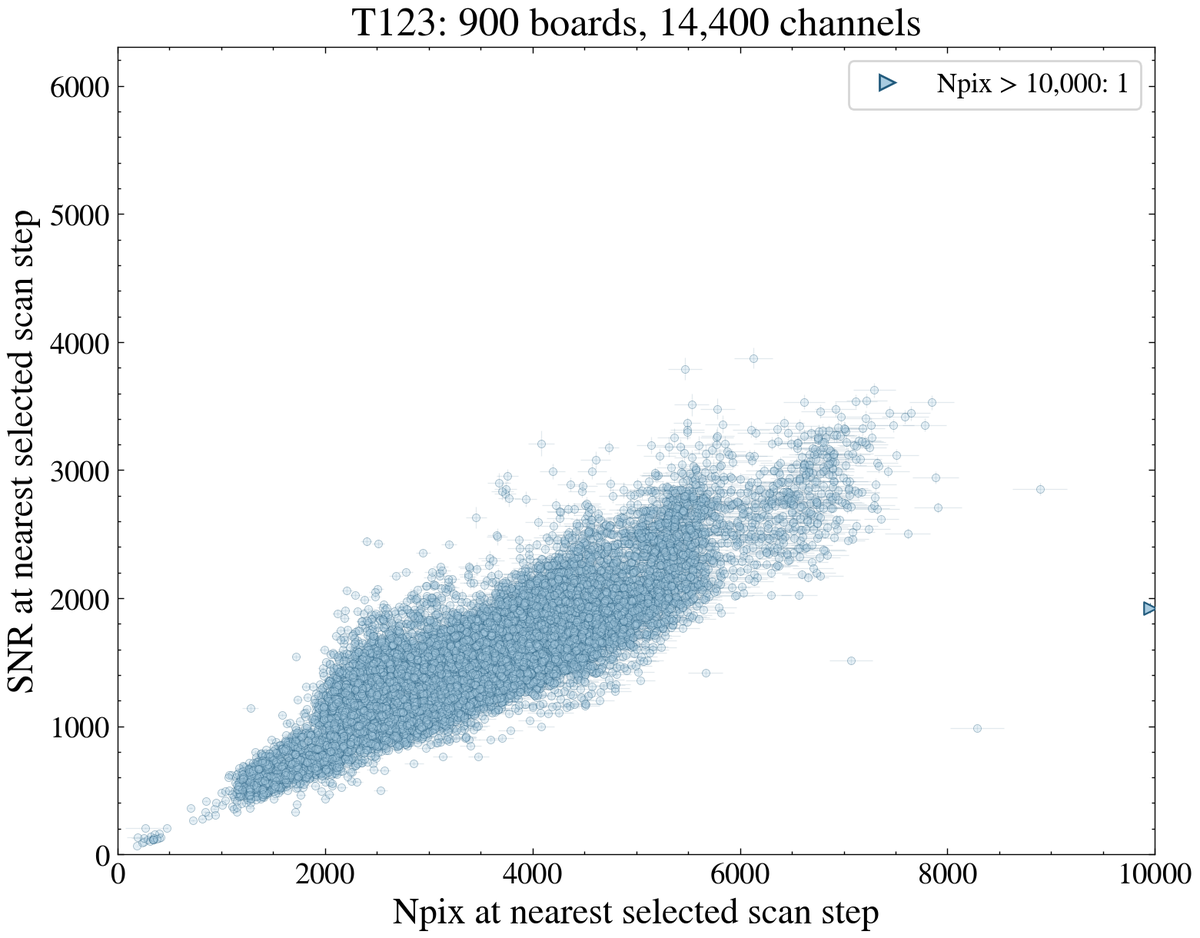 T123: 900 boards, 14,400 channels
Npix > 10,000: 1
SNR at nearest selected scan step
6000
5000
4000
3000
2000
1000
0
0 2000 4000 6000 8000 10000
Npix at nearest selected scan step